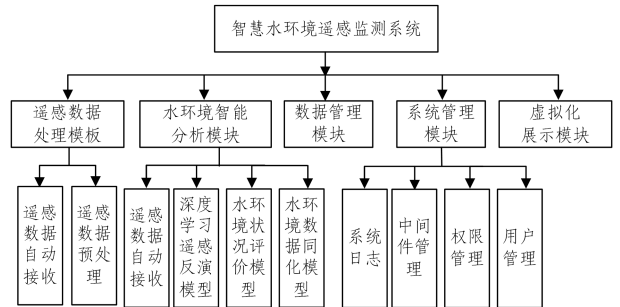 智慧水环境遥感监测系统
遥感数据
处理模板
水环境智能
分析模块
数据管理
模块
系统管理
模块
虚拟化
展示模块
遥感
数据
自动
接收
遥感
数据
预处
理
遥感
数据
自动
接收
深度
学习
遥感
反演
模型
水环
境状
况评
价模
型
水环
境数
据同
化模
型
系统
日志
中间
件管
理
权限
管理
用户
管理